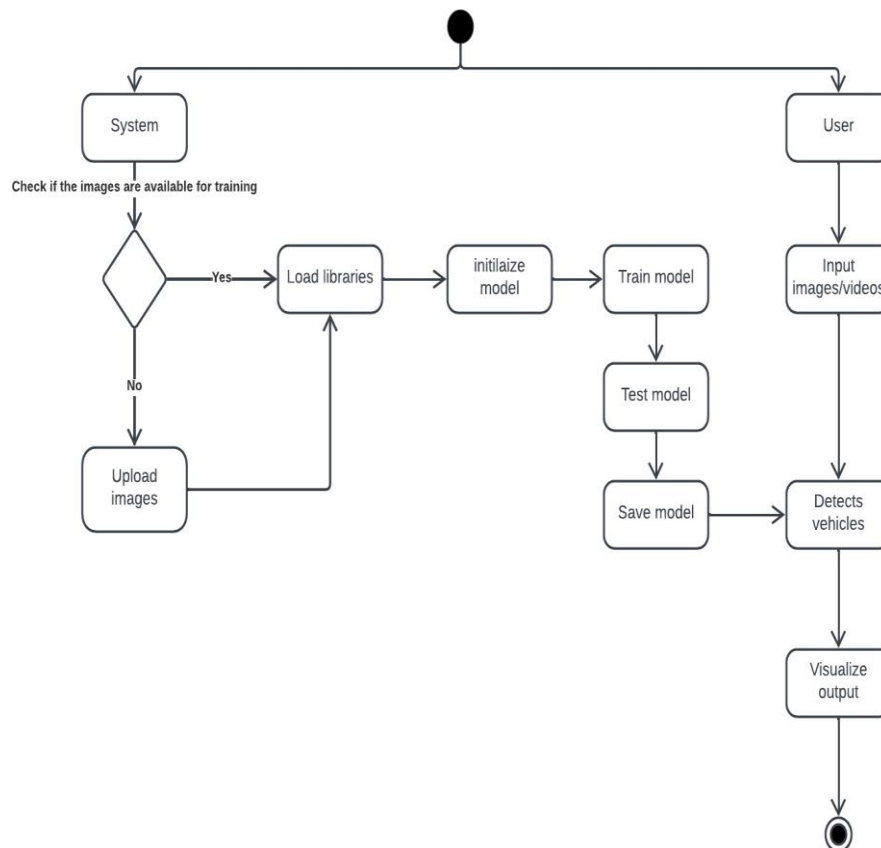 System
User
Check if the images are available for training
Yes
Load libraries
initilaize
model
Train model
Input
images/videos
No
Test model
Upload
images
Save model
Detects
vehicles
Visualize
output